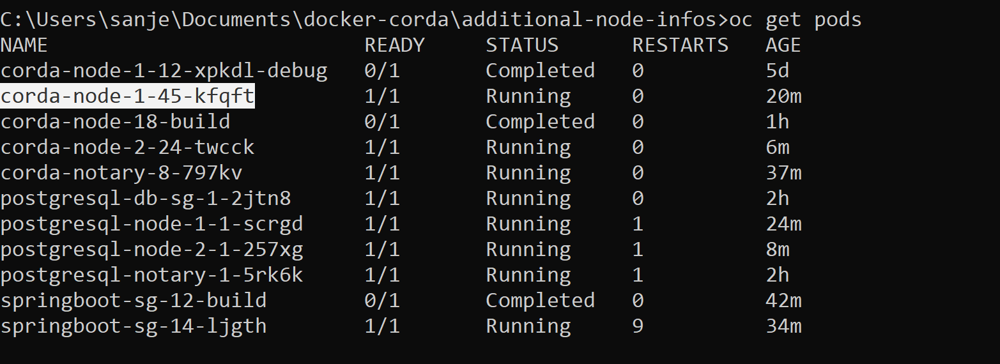 C:\Users\sanje\Documents\docker-corda\additional-node-infos>oc get pods
NAME READY STATUS RESTARTS AGE
corda-node-1-12-xpkdl-debug 0/1 Completed 0 5d
corda-node-1-45-kfqft 1/1 Running 0 20m
corda-node-18-build 0/1 Completed 0 1h
corda-node-2-24-twcck 1/1 Running 0 6m
corda-notary-8-797kv 1/1 Running 0 37m
postgresql-db-sg-1-2jtn8 1/1 Running 0 2h
postgresql-node-1-1-scrgd 1/1 Running 1 24m
postgresql-node-2-1-257xg 1/1 Running 1 8m
postgresql-notary-1-5rk6k 1/1 Running 1 2h
springboot-sg-12-build 0/1 Completed 0 42m
springboot-sg-14-ljgth 1/1 Running 9 34m